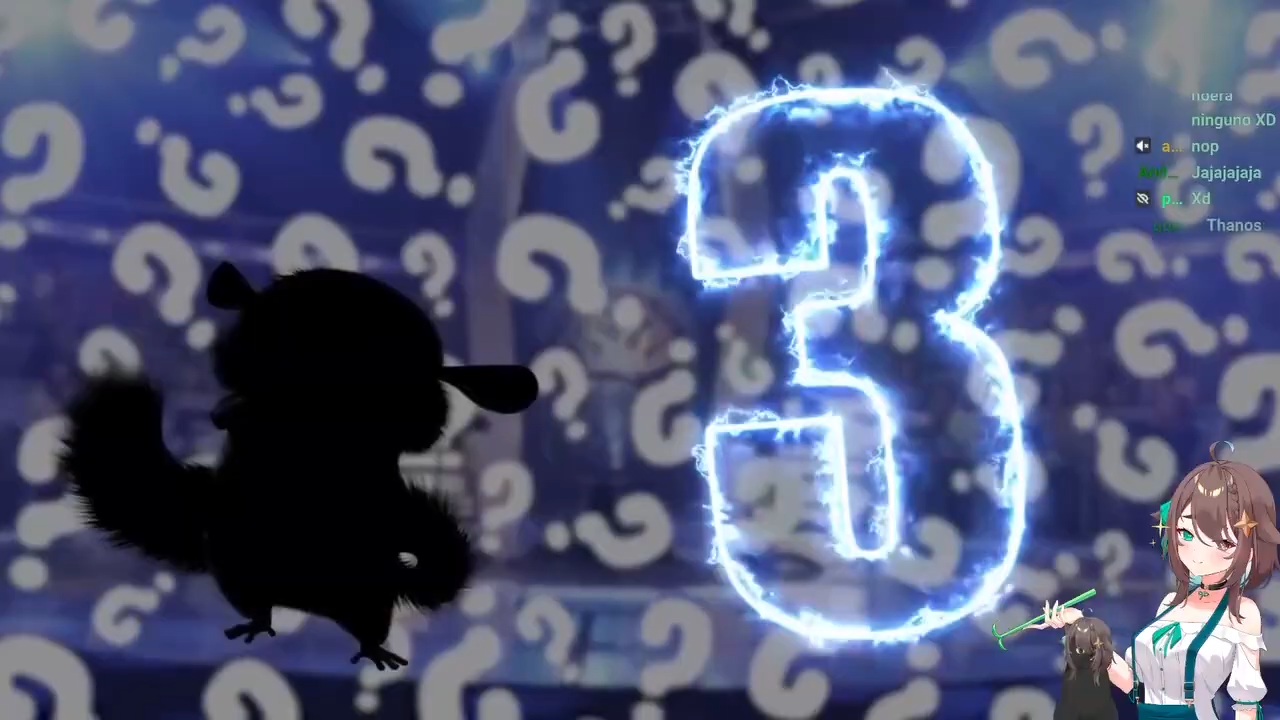 3
noera
ninguno XD
a... nop
Jajajajaja
p... Xd
Thanos